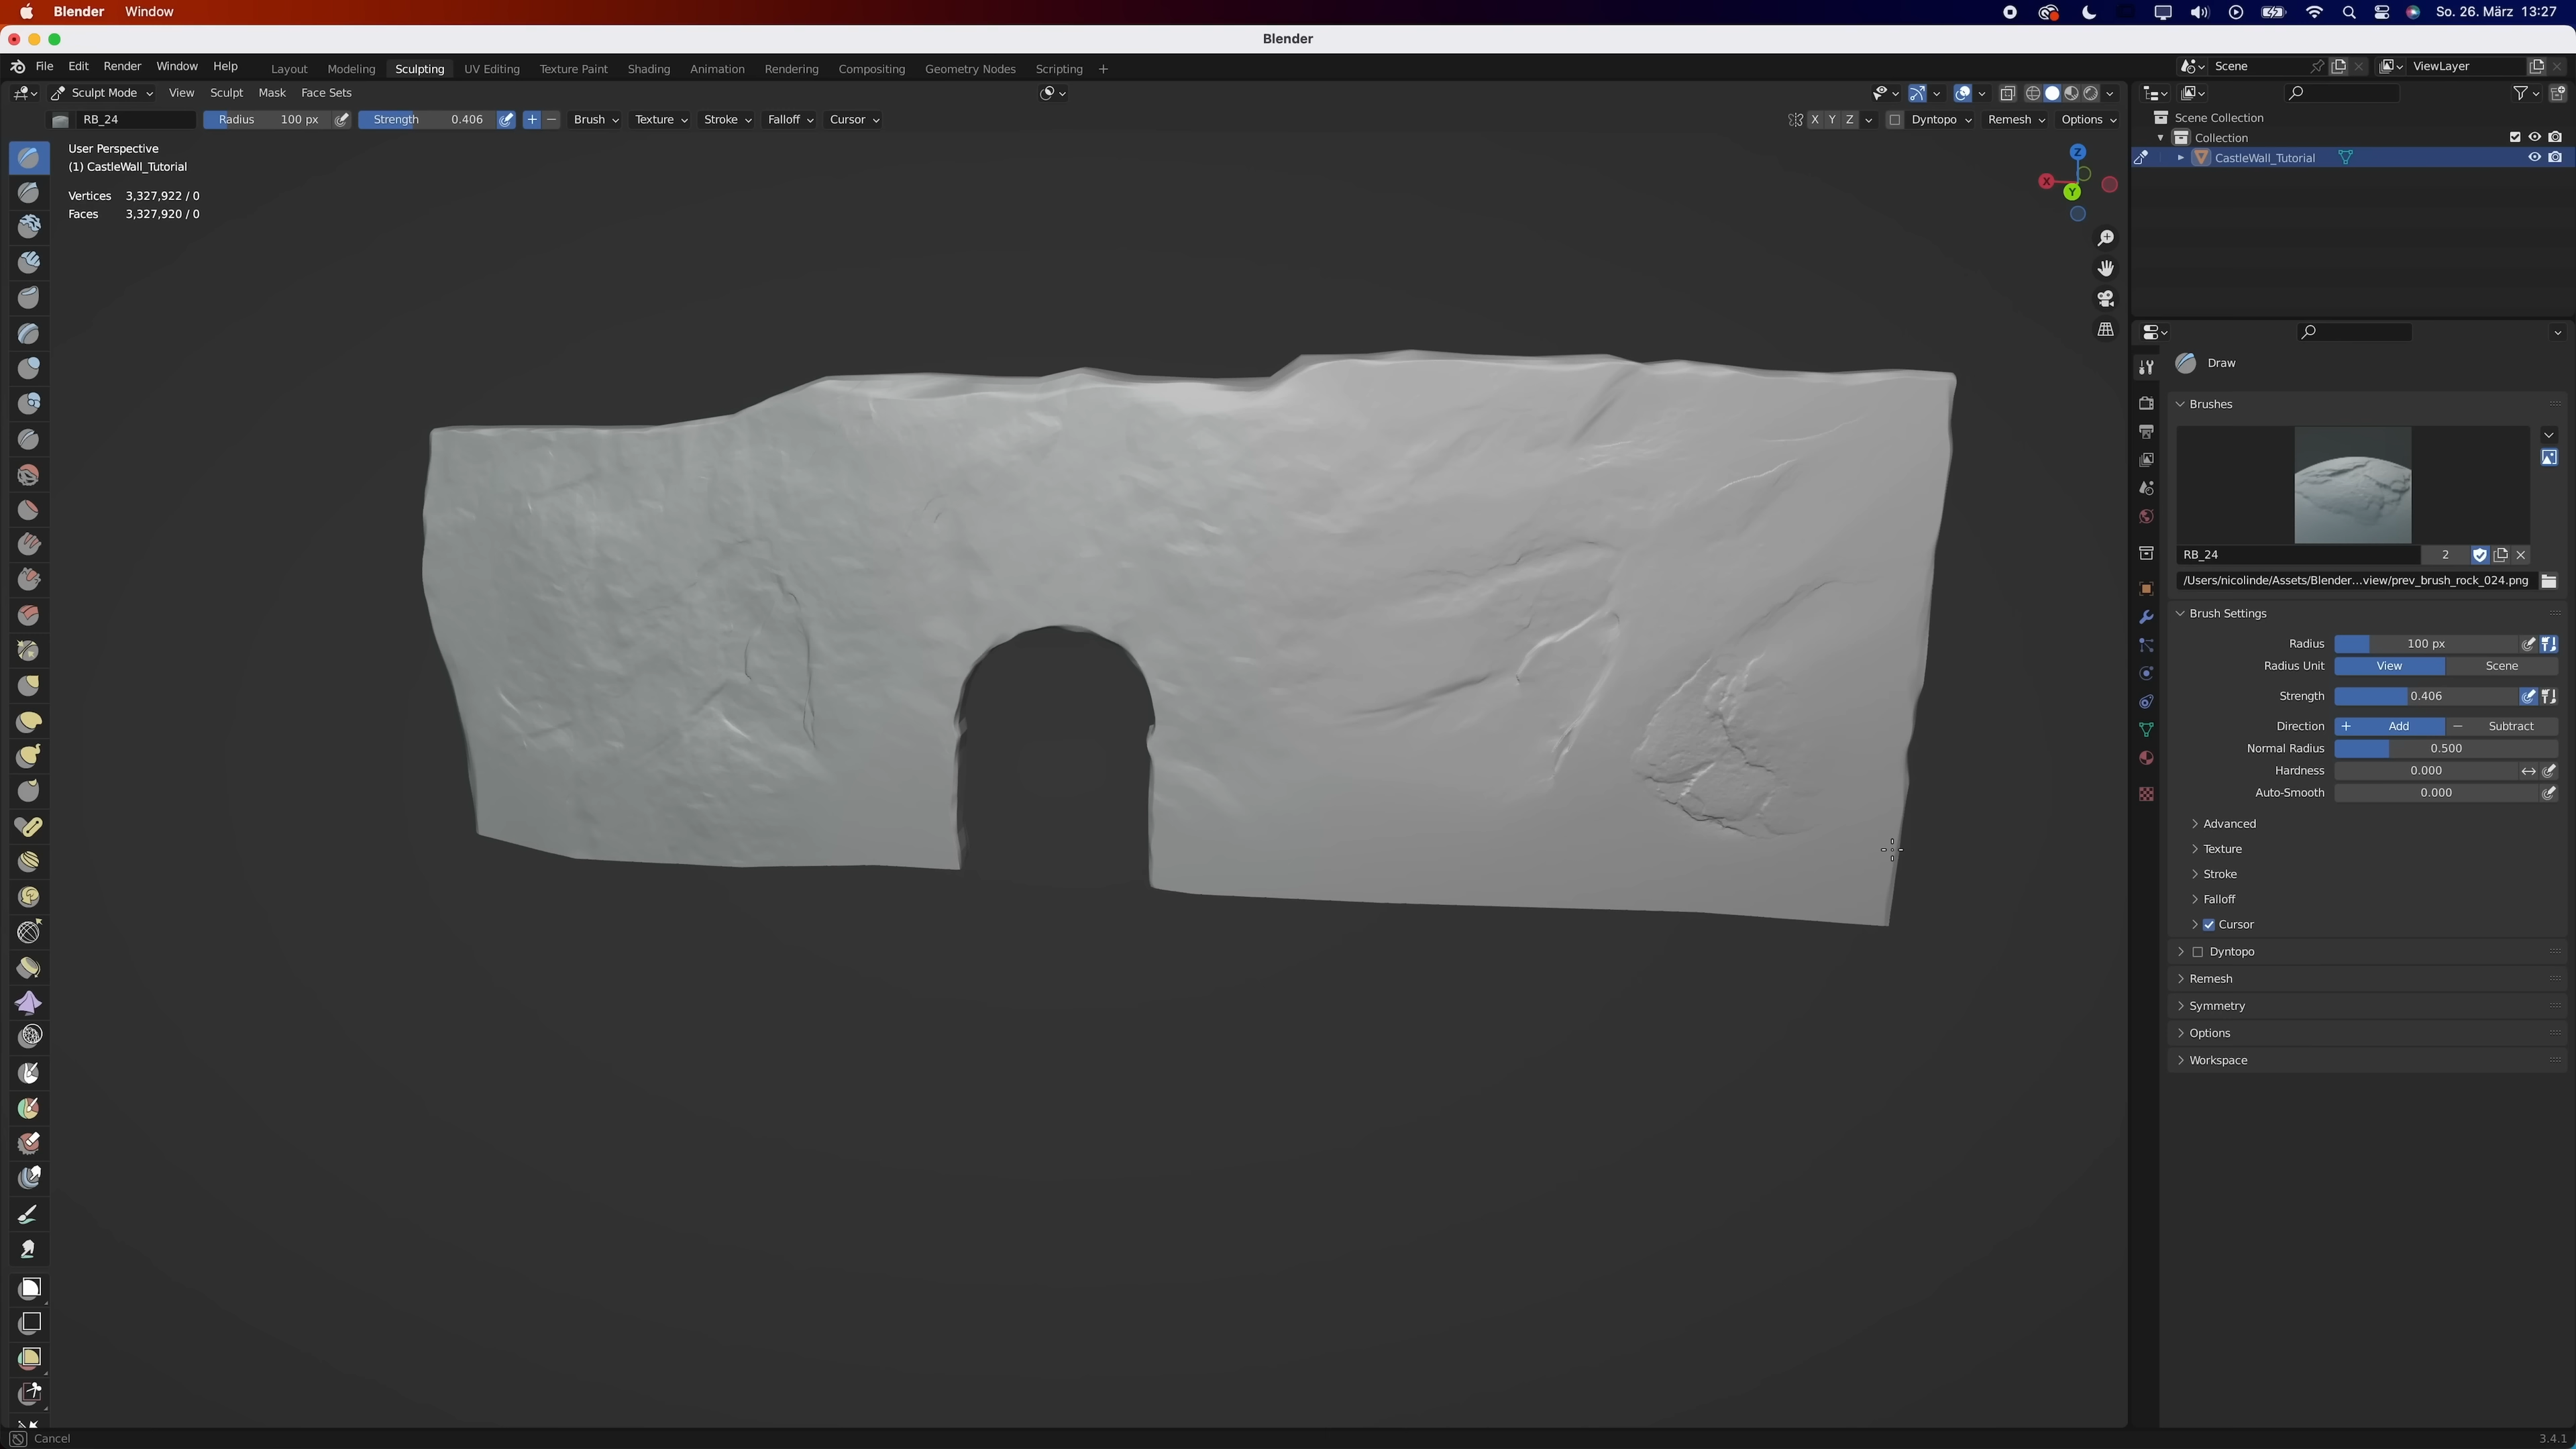 Blender Window So. 26. März 13:27
Blender
File Edit Render Window Help Layout Modeling Sculpting UV Editing Texture Paint Shading Animation Rendering Compositing Geometry Nodes Scripting + Scene ViewLayer
Sculpt Mode View Sculpt Mask Face Sets
RB_24 Radius 100 px Strength 0.406 + − Brush Texture Stroke Falloff Cursor X Y Z Dyntopo Remesh Options
User Perspective
(1) CastleWall_Tutorial
Vertices 3,327,922 / 0
Faces 3,327,920 / 0
Z
X
Y
Scene Collection
Collection
CastleWall_Tutorial
Draw
Brushes
RB_24 2
/Users/nicolinde/Assets/Blender...view/prev_brush_rock_024.png
Brush Settings
Radius 100 px
Radius Unit View Scene
Strength 0.406
Direction + Add − Subtract
Normal Radius 0.500
Hardness 0.000
Auto-Smooth 0.000
Advanced
Texture
Stroke
Falloff
Cursor
Dyntopo
Remesh
Symmetry
Options
Workspace
Cancel 3.4.1